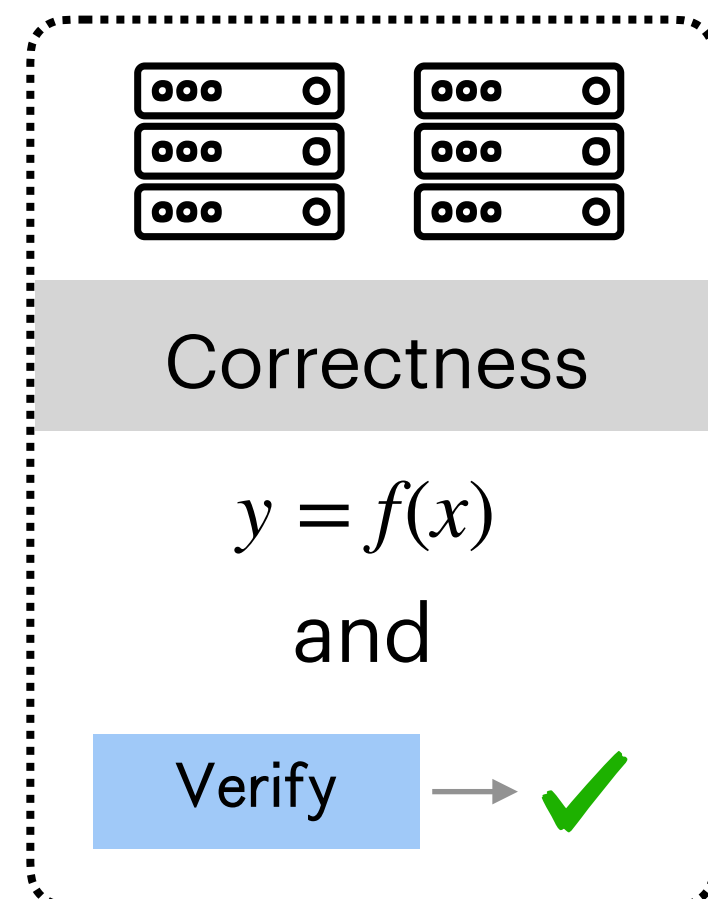 Correctness
y = f(x)
and
Verify